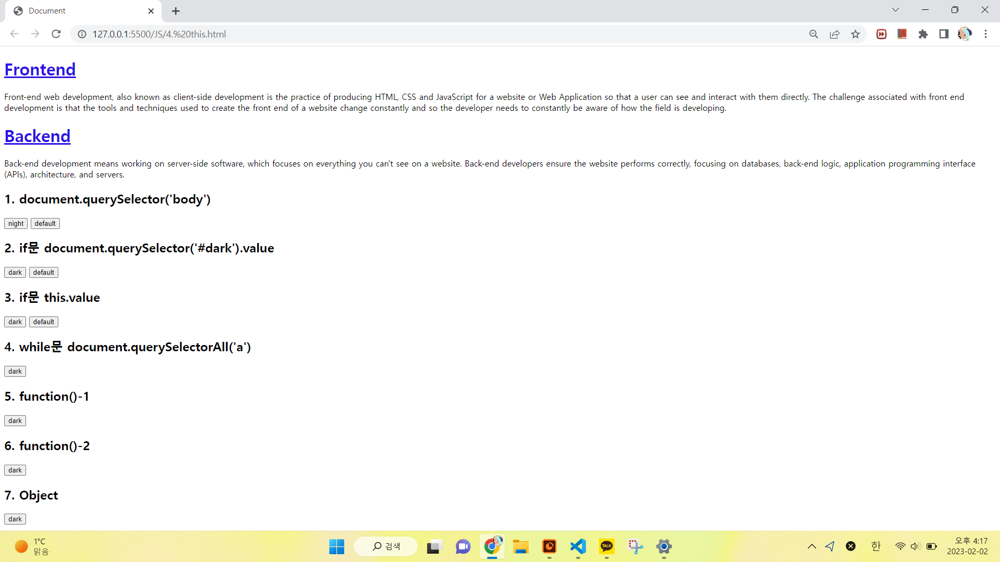 Document
127.0.0.1:5500/JS/4.%20this.html
Frontend
Front-end web development, also known as client-side development is the practice of producing HTML, CSS and JavaScript for a website or Web Application so that a user can see and interact with them directly. The challenge associated with front end
development is that the tools and techniques used to create the front end of a website change constantly and so the developer needs to constantly be aware of how the field is developing.
Backend
Back-end development means working on server-side software, which focuses on everything you can't see on a website. Back-end developers ensure the website performs correctly, focusing on databases, back-end logic, application programming interface
(APIs), architecture, and servers.
1. document.querySelector('body')
night default
2. if문 document.querySelector('#dark').value
dark default
3. if문 this.value
dark default
4. while문 document.querySelectorAll('a')
dark
5. function()-1
dark
6. function()-2
dark
7. Object
dark
1°C
맑음
검색
TALK
한
오후 4:17
2023-02-02